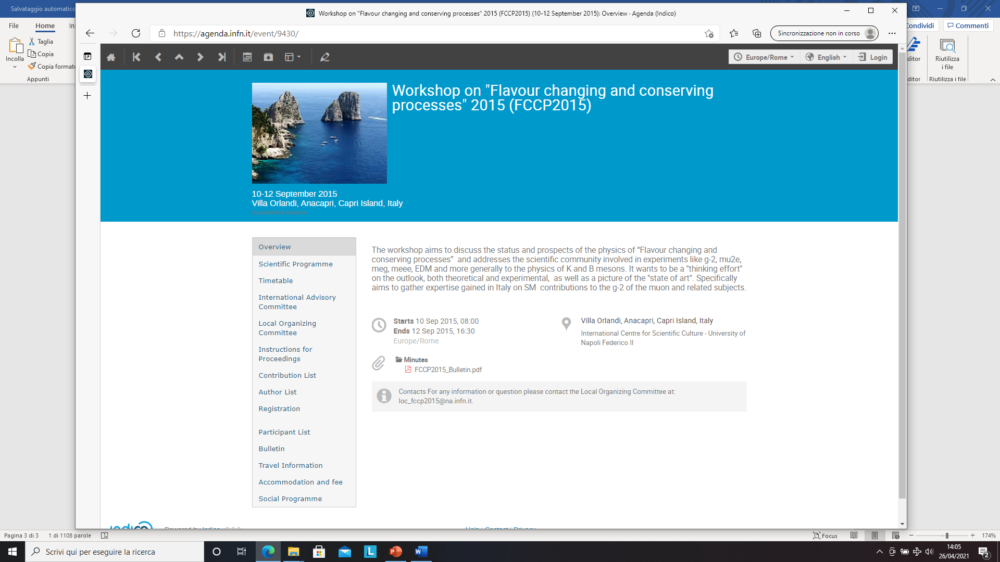 Salvataggio automatico
Workshop on "Flavour changing and conserving processes" 2015 (FCCP2015) (10-12 September 2015): Overview · Agenda (Indico)
File
Home
Condividi
Commenti
https://agenda.infn.it/event/9430/
Sincronizzazione non in corso
Incolla
Taglia
Copia
Copia formato
Appunti
Riutilizza
i file
Riutilizza i file
Europe/Rome
English
Login
Workshop on "Flavour changing and conserving
processes" 2015 (FCCP2015)
10-12 September 2015
Villa Orlandi, Anacapri, Capri Island, Italy
Europe/Rome timezone
Overview
Scientific Programme
Timetable
International Advisory
Committee
Local Organizing
Committee
Instructions for
Proceedings
Contribution List
Author List
Registration
Participant List
Bulletin
Travel Information
Accommodation and fee
Social Programme
The workshop aims to discuss the status and prospects of the physics of “Flavour changing and
conserving processes”  and addresses the scientific community involved in experiments like g-2, mu2e,
meg, meee, EDM and more generally to the physics of K and B mesons. It wants to be a "thinking effort"
on the outlook, both theoretical and experimental,  as well as a picture of the "state of art". Specifically
aims to gather expertise gained in Italy on SM  contributions to the g-2 of the muon and related subjects.
Starts 10 Sep 2015, 08:00
Ends 12 Sep 2015, 16:30
Europe/Rome
Villa Orlandi, Anacapri, Capri Island, Italy
International Centre for Scientific Culture - University of
Napoli Federico II
Minutes
FCCP2015_Bulletin.pdf
Contacts For any information or question please contact the Local Organizing Committee at:
loc_fccp2015@na.infn.it.
Pagina 3 di 3
1 di 1108 parole
Focus
174%
Scrivi qui per eseguire la ricerca
14:05
26/04/2021
2